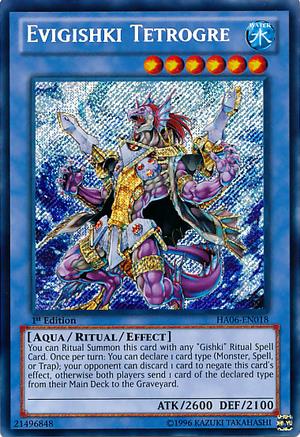 EVIGISHKI TETROGRE
WATER
水
1st Edition
HA06-EN018
[AQUA / RITUAL / EFFECT]
You can Ritual Summon this card with any "Gishki" Ritual Spell
Card. Once per turn: You can declare 1 card type (Monster, Spell,
or Trap); your opponent can discard 1 card to negate this card's
effect, otherwise both players send 1 card of the declared type
from their Main Deck to the Graveyard.
ATK/2600 DEF/2100
21496848
©1996 KAZUKI TAKAHASHI